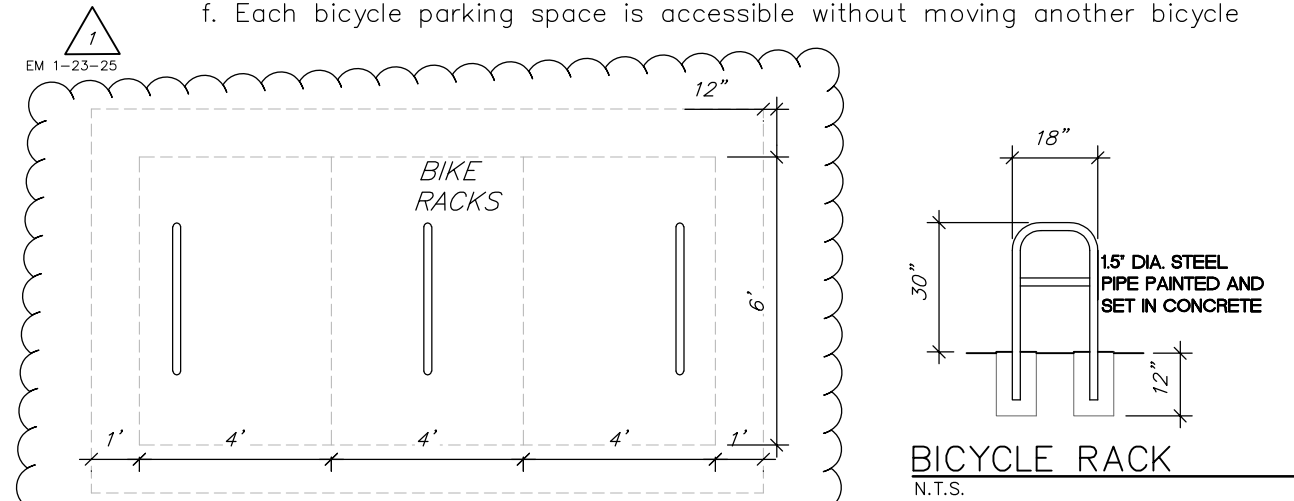 f. Each bicycle parking space is accessible without moving another bicycle
1
EM 1-23-25
12"
BIKE
RACKS
6'
1'
4'
4'
4'
1'
18"
30"
1.5" DIA. STEEL
PIPE PAINTED AND
SET IN CONCRETE
12"
BICYCLE RACK
N.T.S.